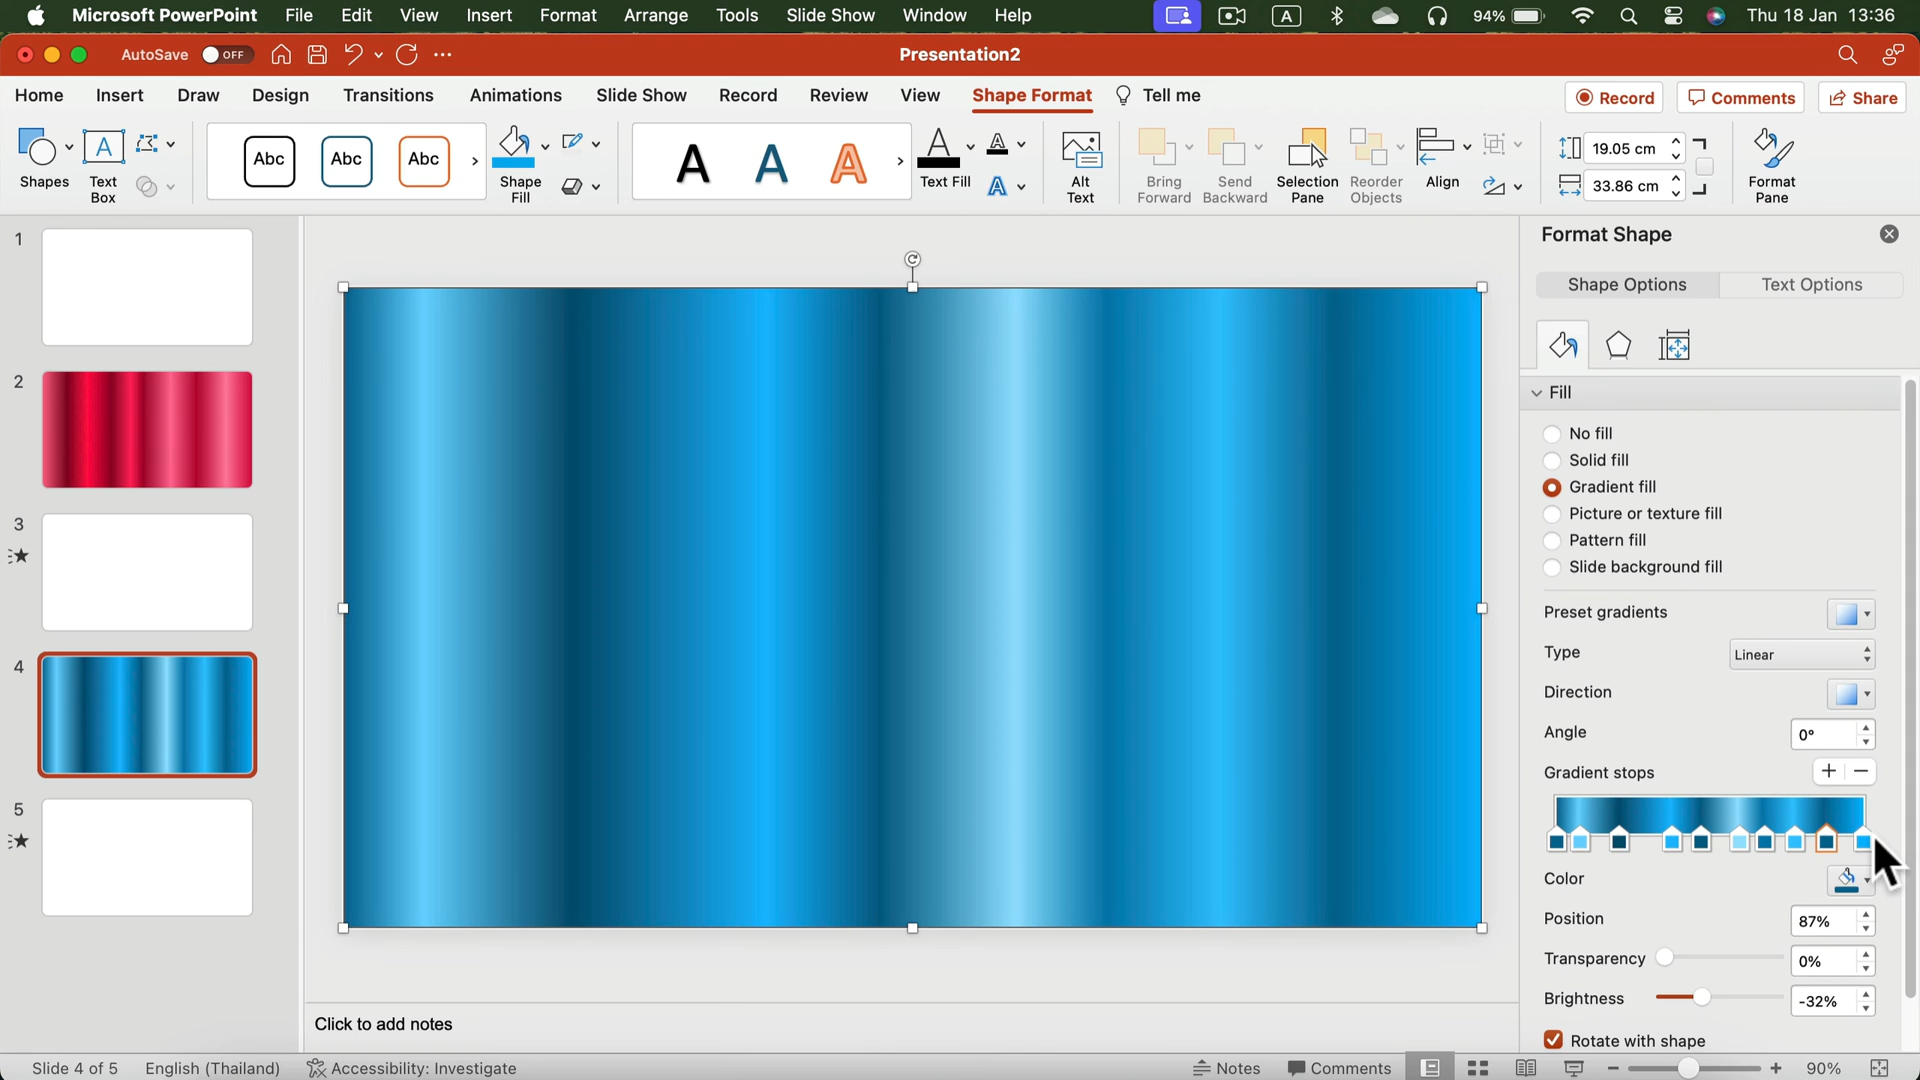 Microsoft PowerPoint File Edit View Insert Format Arrange Tools Slide Show Window Help A 94% Thu 18 Jan 13:36
AutoSave OFF Presentation2
Home Insert Draw Design Transitions Animations Slide Show Record Review View Shape Format Tell me Record Comments Share
Shapes
Text
Box
Abc Abc Abc
Shape
Fill
A A A
Text Fill
Alt
Text
Bring
Forward
Send
Backward
Selection
Pane
Reorder
Objects
Align
19.05 cm
33.86 cm
Format
Pane
1
2
3
4
5
Format Shape
Shape Options Text Options
Fill
No fill
Solid fill
Gradient fill
Picture or texture fill
Pattern fill
Slide background fill
Preset gradients
Type Linear
Direction
Angle 0°
Gradient stops
Color
Position 87%
Transparency 0%
Brightness -32%
Rotate with shape
Click to add notes
Slide 4 of 5 English (Thailand) Accessibility: Investigate Notes Comments 90%